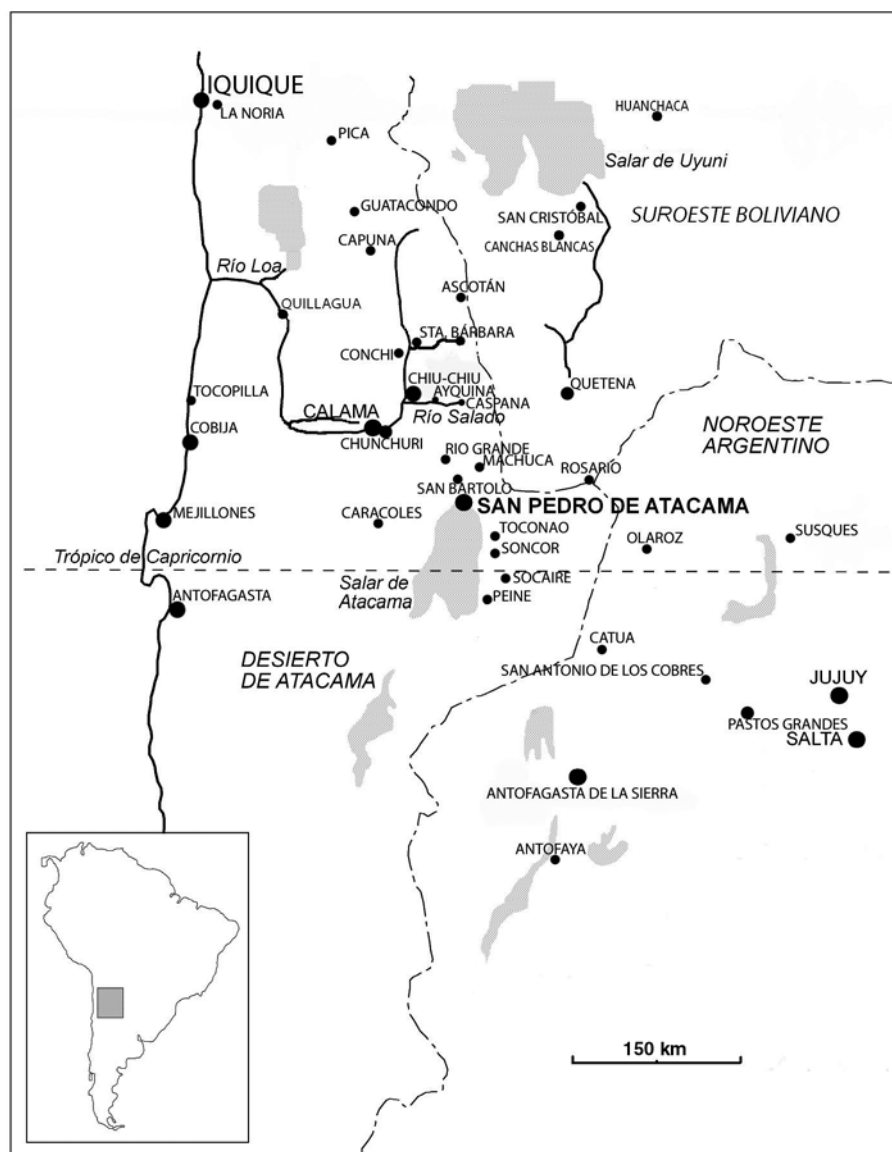 IQUIQUE
LA NORIA
HUANCHACA
PICA
Salar de Uyuni
GUATACONDO
SAN CRISTÓBAL
SUROESTE BOLIVIANO
CAPUNA
CANCHAS BLANCAS
Río Loa
ASCOTÁN
QUILLAGUA
STA. BÁRBARA
CONCHI
CHIU-CHIU
TOCOPILLA
AYQUINA
QUETENA
CASPANA
CALAMA
Río Salado
NOROESTE
ARGENTINO
COBIJA
CHUNCHURI
RIO GRANDE
MACHUCA
ROSARIO
SAN BARTOLO
SAN PEDRO DE ATACAMA
MEJILLONES
CARACOLES
TOCONAO
OLAROZ
SUSQUES
SONCOR
Trópico de Capricornio
SOCAIRE
Salar de
Atacama
PEINE
ANTOFAGASTA
CATUA
DESIERTO
DE ATACAMA
SAN ANTONIO DE LOS COBRES
JUJUY
PASTOS GRANDES
SALTA
ANTOFAGASTA DE LA SIERRA
ANTOFAYA
150 km